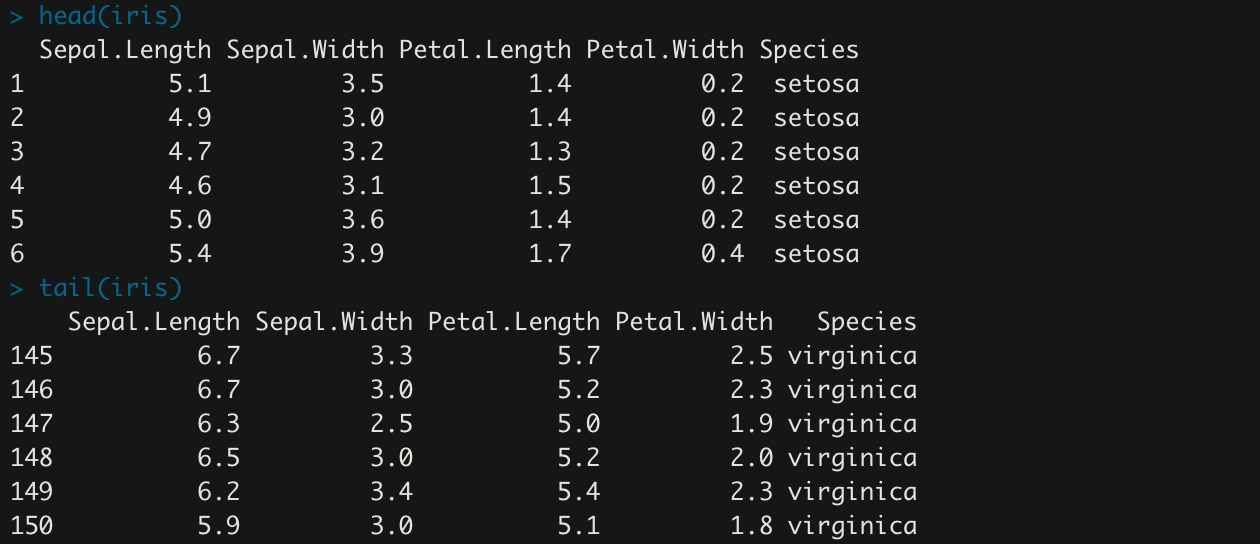 > head(iris)
  Sepal.Length Sepal.Width Petal.Length Petal.Width Species
1          5.1         3.5          1.4         0.2  setosa
2          4.9         3.0          1.4         0.2  setosa
3          4.7         3.2          1.3         0.2  setosa
4          4.6         3.1          1.5         0.2  setosa
5          5.0         3.6          1.4         0.2  setosa
6          5.4         3.9          1.7         0.4  setosa
> tail(iris)
    Sepal.Length Sepal.Width Petal.Length Petal.Width   Species
145          6.7         3.3          5.7         2.5 virginica
146          6.7         3.0          5.2         2.3 virginica
147          6.3         2.5          5.0         1.9 virginica
148          6.5         3.0          5.2         2.0 virginica
149          6.2         3.4          5.4         2.3 virginica
150          5.9         3.0          5.1         1.8 virginica